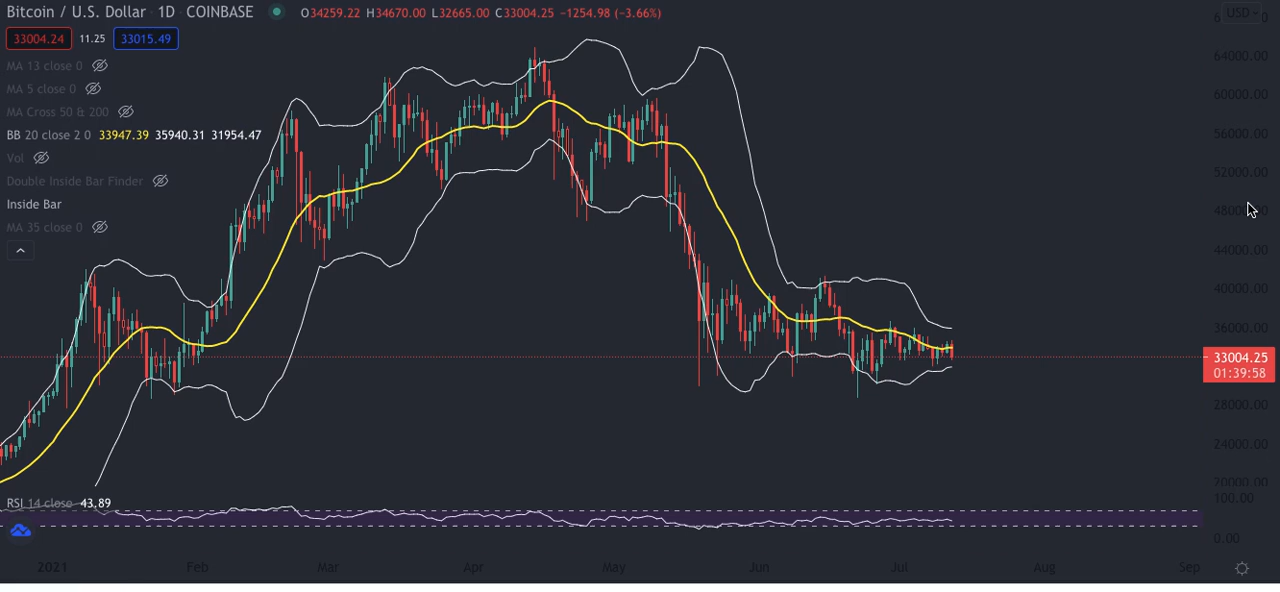 Bitcoin / U.S. Dollar 1D COINBASE O34259.22 H34670.00 L32665.00 C33004.25 −1254.98 (−3.66%) USD
33004.24 11.25 33015.49
MA 13 close 0
MA 5 close 0
MA Cross 50 & 200
BB 20 close 2 0 33947.39 35940.31 31954.47
Vol
Double Inside Bar Finder
Inside Bar
MA 35 close 0
64000.00
60000.00
56000.00
52000.00
48000.00
44000.00
40000.00
36000.00
33004.25
01:39:58
28000.00
24000.00
20000.00
RSI 14 close 43.89
100.00
0.00
2021 Feb Mar Apr May Jun Jul Aug Sep